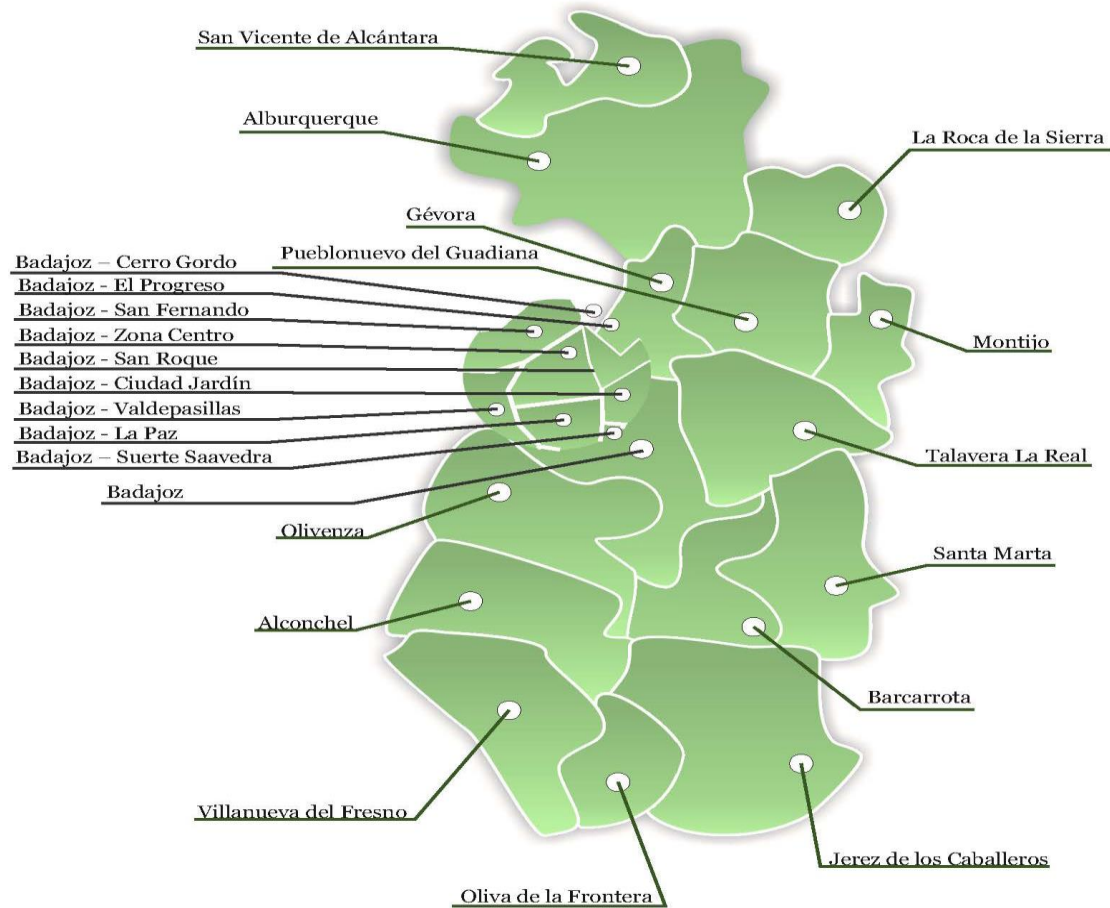 San Vicente de Alcántara
Alburquerque
La Roca de la Sierra
Gévora
Pueblonuevo del Guadiana
Badajoz – Cerro Gordo
Badajoz - El Progreso
Badajoz - San Fernando
Badajoz - Zona Centro
Badajoz - San Roque
Badajoz - Ciudad Jardín
Badajoz - Valdepasillas
Badajoz - La Paz
Badajoz – Suerte Saavedra
Badajoz
Montijo
Talavera La Real
Olivenza
Santa Marta
Alconchel
Barcarrota
Villanueva del Fresno
Jerez de los Caballeros
Oliva de la Frontera